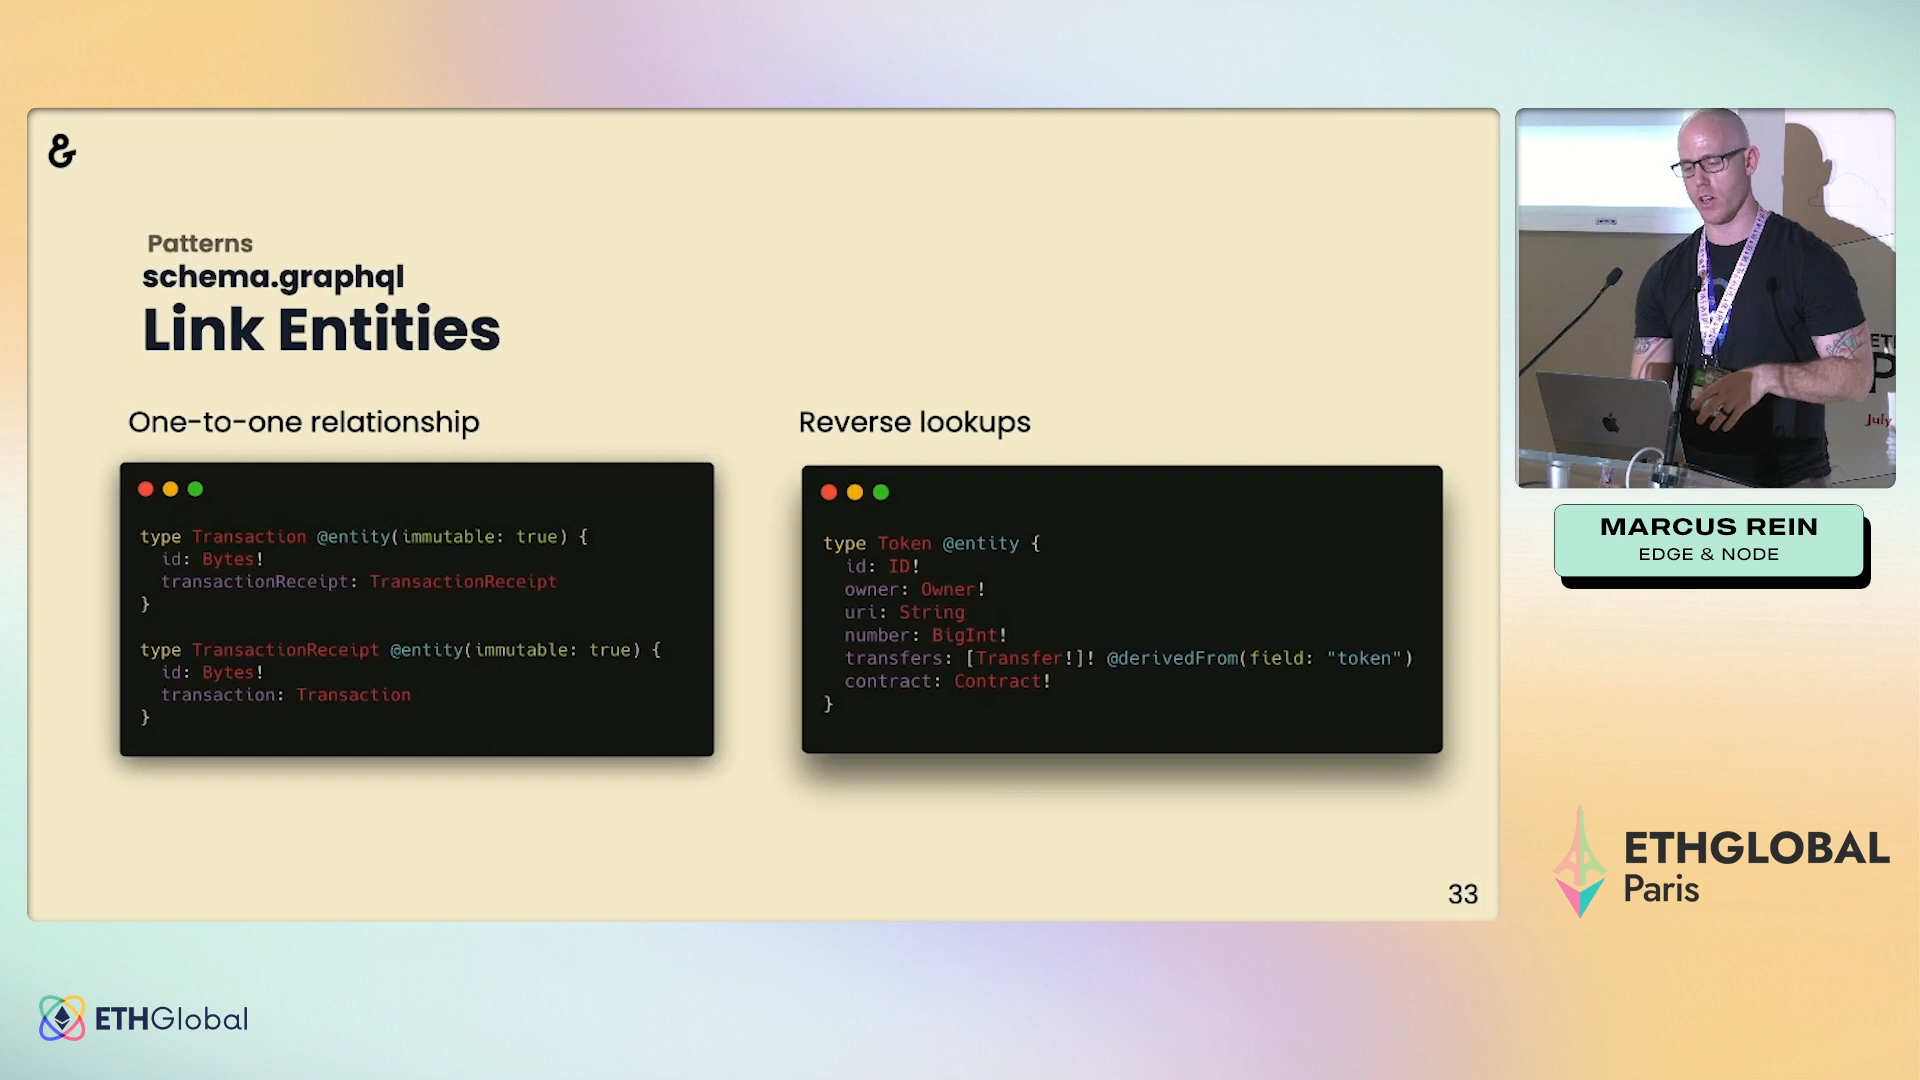 &
Patterns
schema.graphql
Link Entities
One-to-one relationship
type Transaction @entity(immutable: true) {
  id: Bytes!
  transactionReceipt: TransactionReceipt
}
type TransactionReceipt @entity(immutable: true) {
  id: Bytes!
  transaction: Transaction
}
Reverse lookups
type Token @entity {
  id: ID!
  owner: Owner!
  uri: String
  number: BigInt!
  transfers: [Transfer!]! @derivedFrom(field: "token")
  contract: Contract!
}
33
ET
P
July
MARCUS REIN
EDGE & NODE
ETHGLOBAL
Paris
ETHGlobal